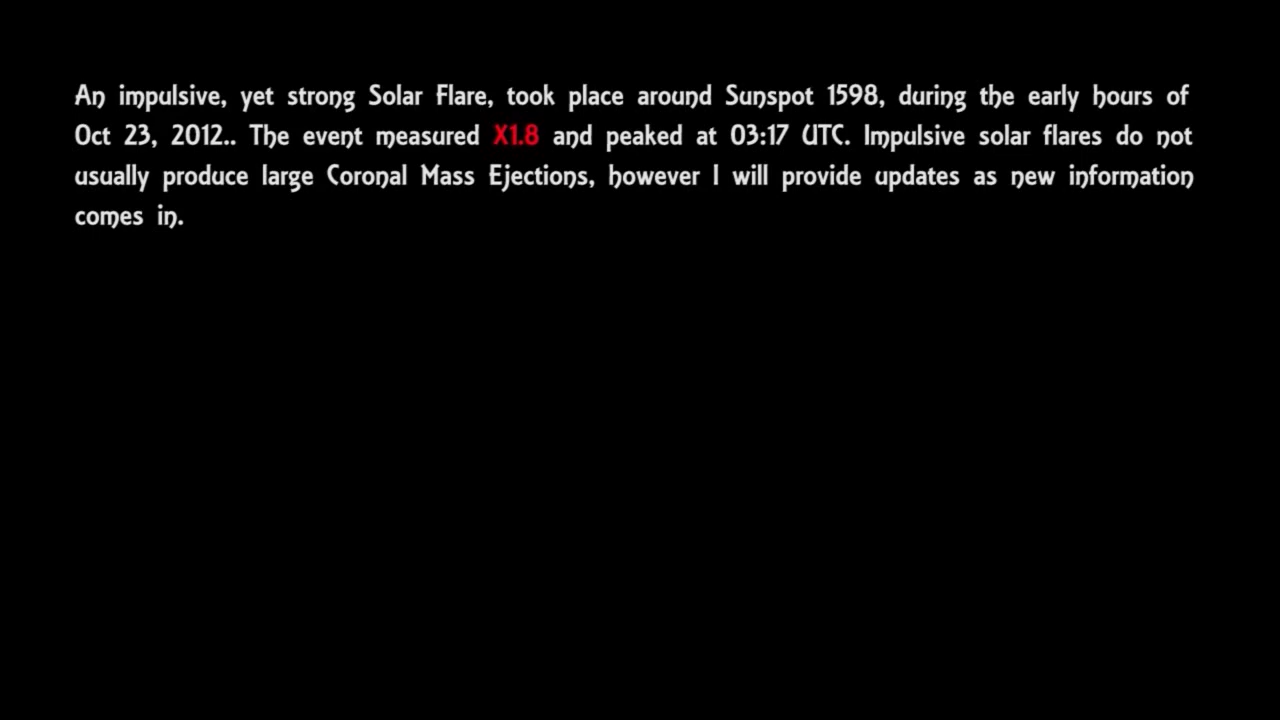 An impulsive, yet strong Solar Flare, took place around Sunspot 1598, during the early hours of
Oct 23, 2012.. The event measured X1.8 and peaked at 03:17 UTC. Impulsive solar flares do not
usually produce large Coronal Mass Ejections, however I will provide updates as new information
comes in.